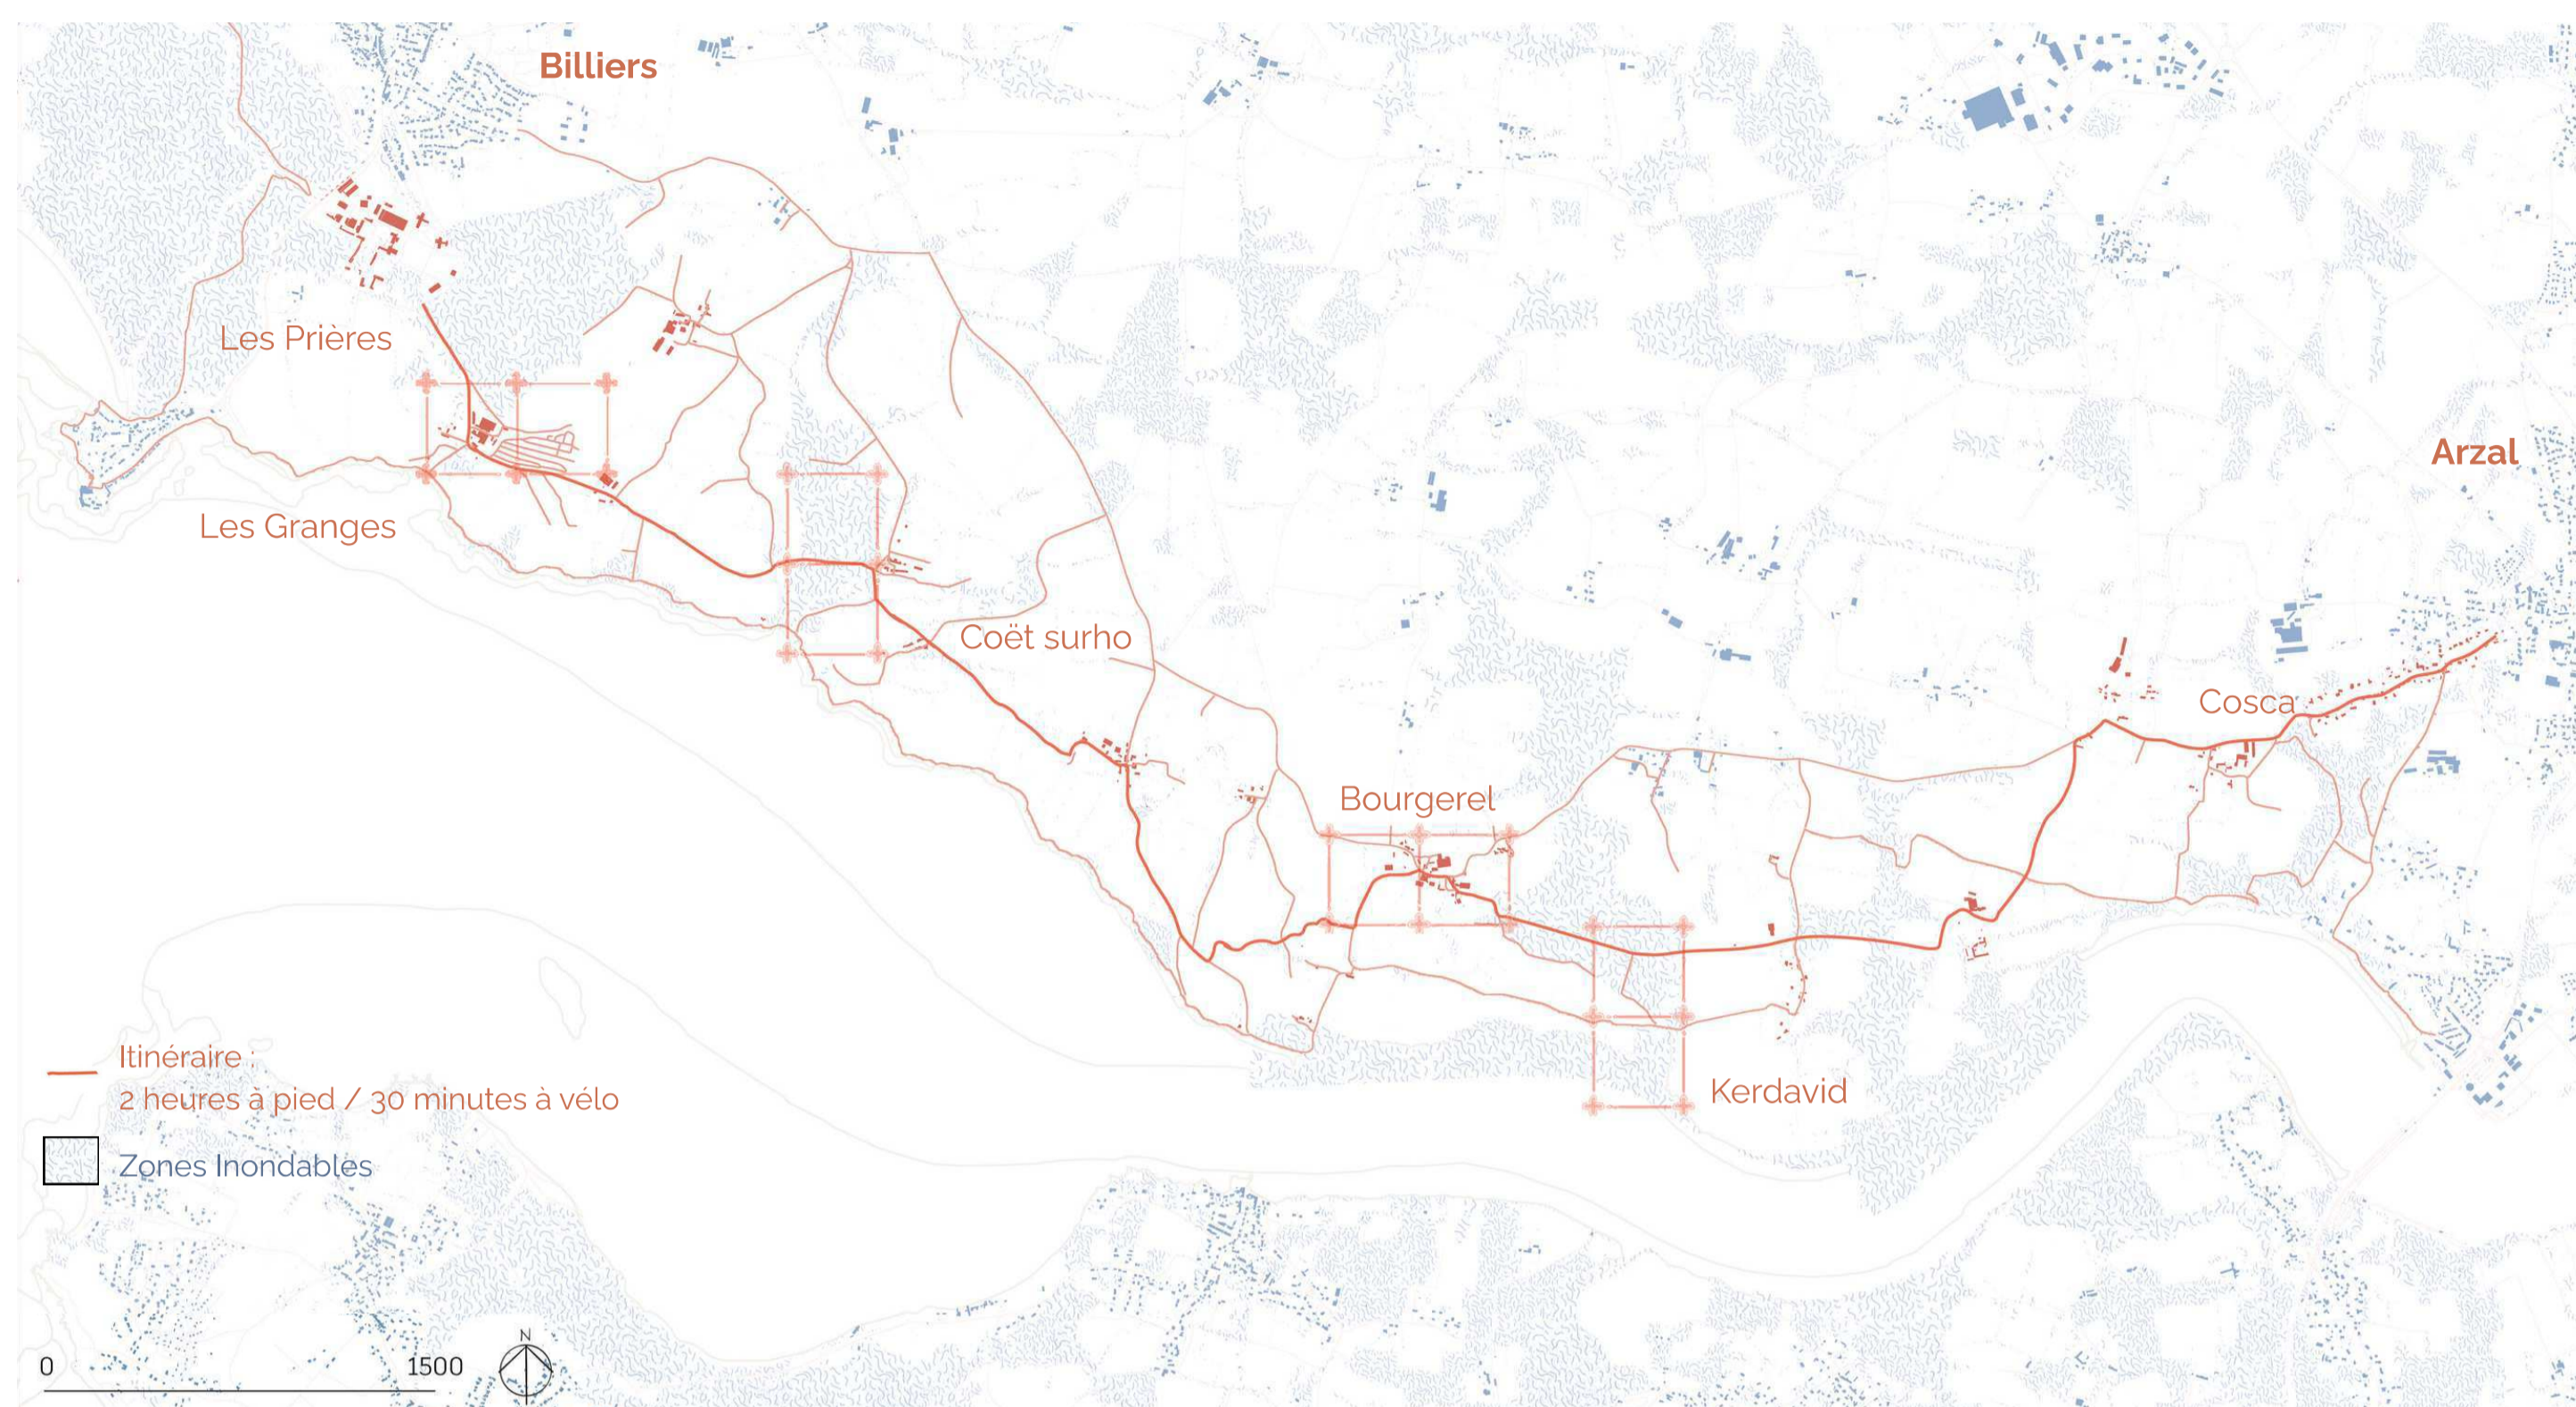 Billiers
Les Prières
Arzal
Les Granges
Coët surho
Cosca
Bourgerel
Itinéraire :
2 heures à pied / 30 minutes à vélo
Kerdavid
Zones Inondables
N
0
1500